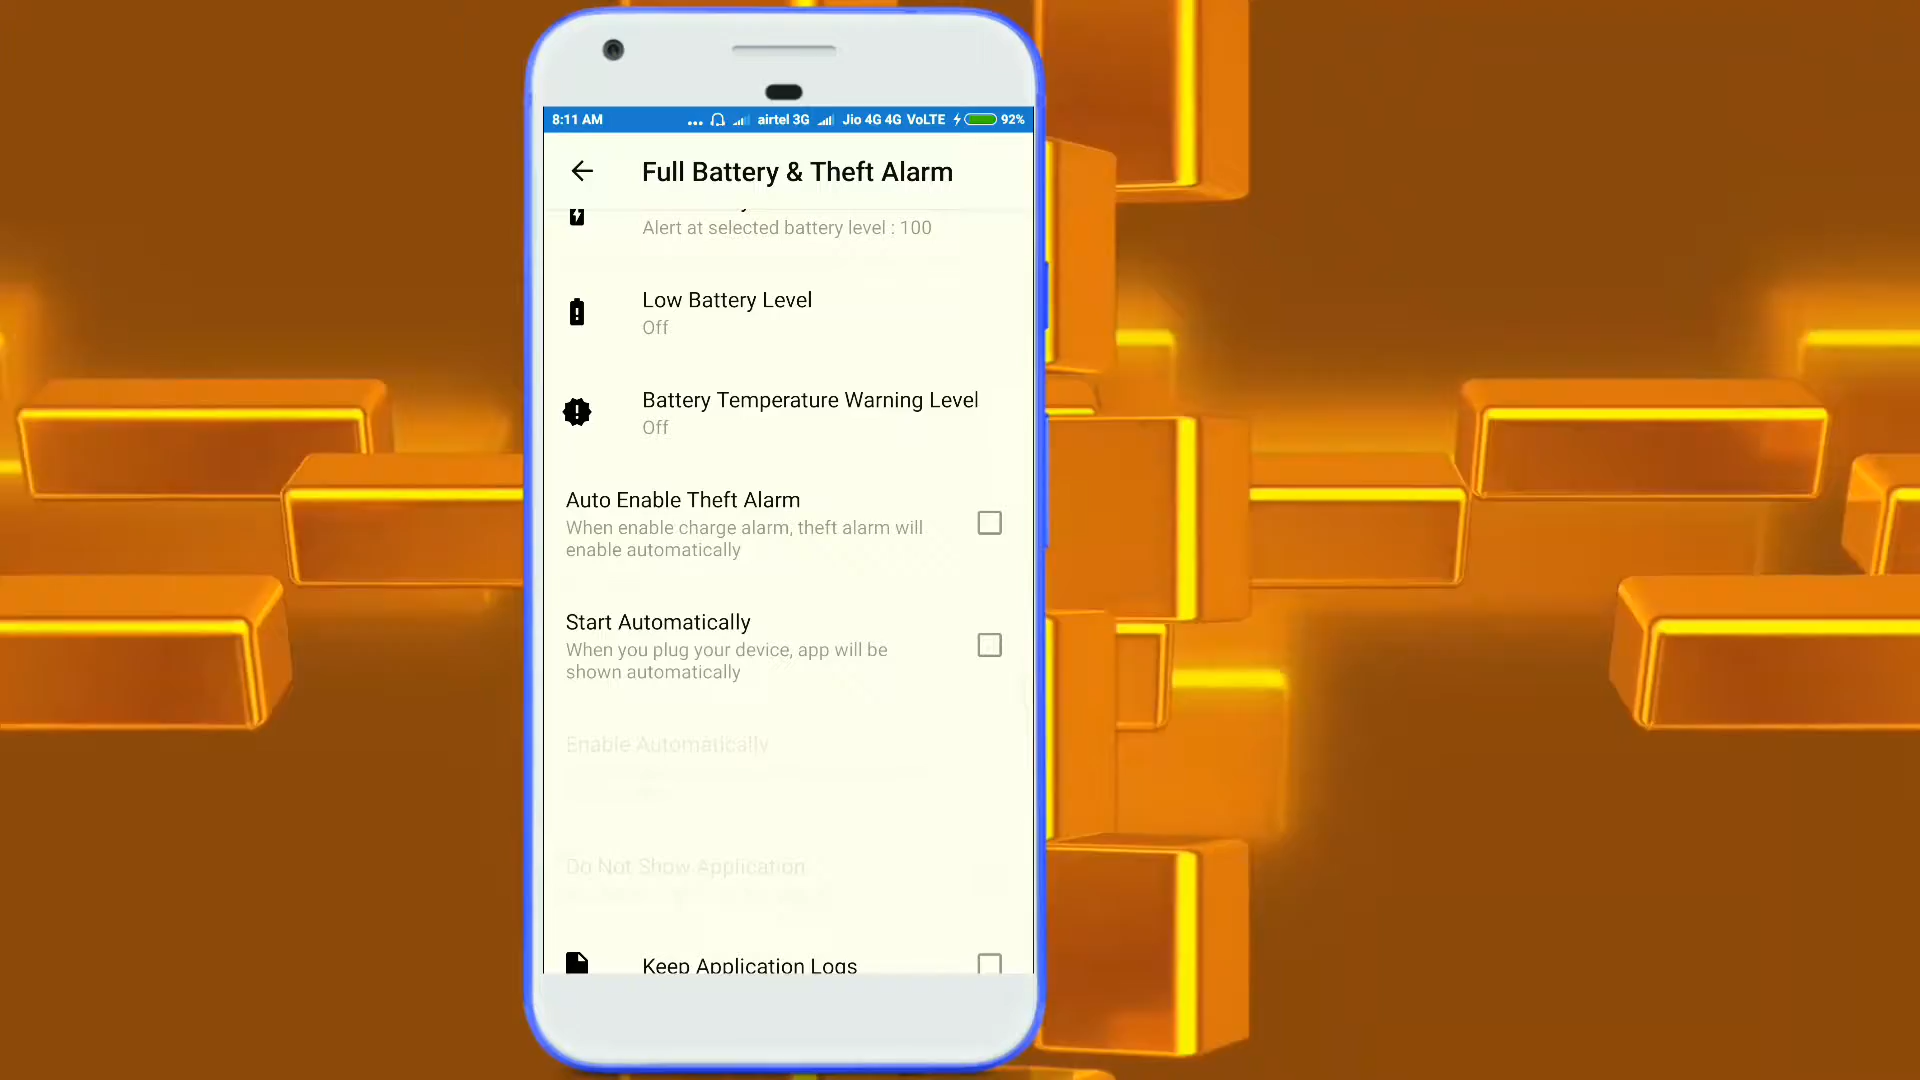 8:11 AM ... airtel 3G Jio 4G 4G VoLTE 92%
Full Battery & Theft Alarm
Alert at selected battery level : 100
Low Battery Level
Off
Battery Temperature Warning Level
Off
Auto Enable Theft Alarm
When enable charge alarm, theft alarm will
enable automatically
Start Automatically
When you plug your device, app will be
shown automatically
Enable Automatically
Do Not Show Application
Keep Application Logs